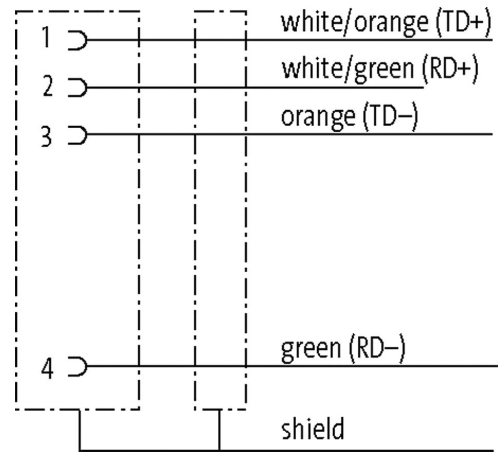 1 white/orange (TD+)
2 white/green (RD+)
3 orange (TD–)
4 green (RD–)
shield